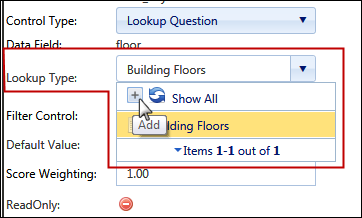 Control Type: Lookup Question
Data Field: floor
Lookup Type: Building Floors
Show All
Add
ding Floors
Items 1-1 out of 1
Filter Control:
Default Value:
Score Weighting: 1.00
ReadOnly: